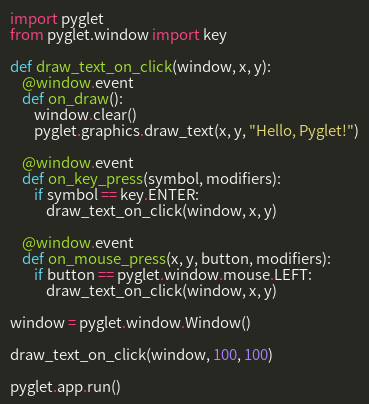 import pyglet
from pyglet.window import key

def draw_text_on_click(window, x, y):
    @window.event
    def on_draw():
        window.clear()
        pyglet.graphics.draw_text(x, y, "Hello, Pyglet!")

    @window.event
    def on_key_press(symbol, modifiers):
        if symbol == key.ENTER:
            draw_text_on_click(window, x, y)

    @window.event
    def on_mouse_press(x, y, button, modifiers):
        if button == pyglet.window.mouse.LEFT:
            draw_text_on_click(window, x, y)

window = pyglet.window.Window()

draw_text_on_click(window, 100, 100)

pyglet.app.run()